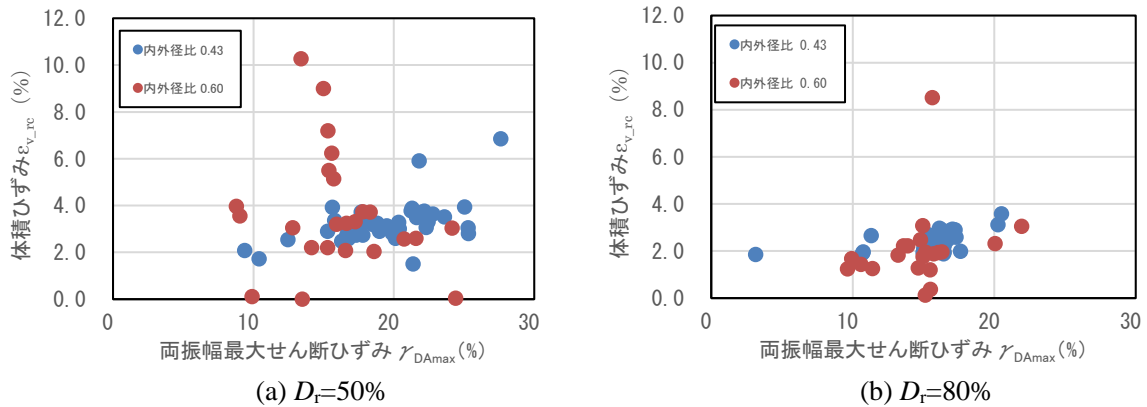 12.0
10.0
8.0
6.0
4.0
2.0
0.0
体積ひずみεv_rc (%)
内外径比 0.43
内外径比 0.60
0 10 20 30
両振幅最大せん断ひずみ γDAmax(%)
(a) Dr=50%
12.0
10.0
8.0
6.0
4.0
2.0
0.0
体積ひずみεv_rc (%)
内外径比 0.43
内外径比 0.60
0 10 20 30
両振幅最大せん断ひずみ γDAmax(%)
(b) Dr=80%